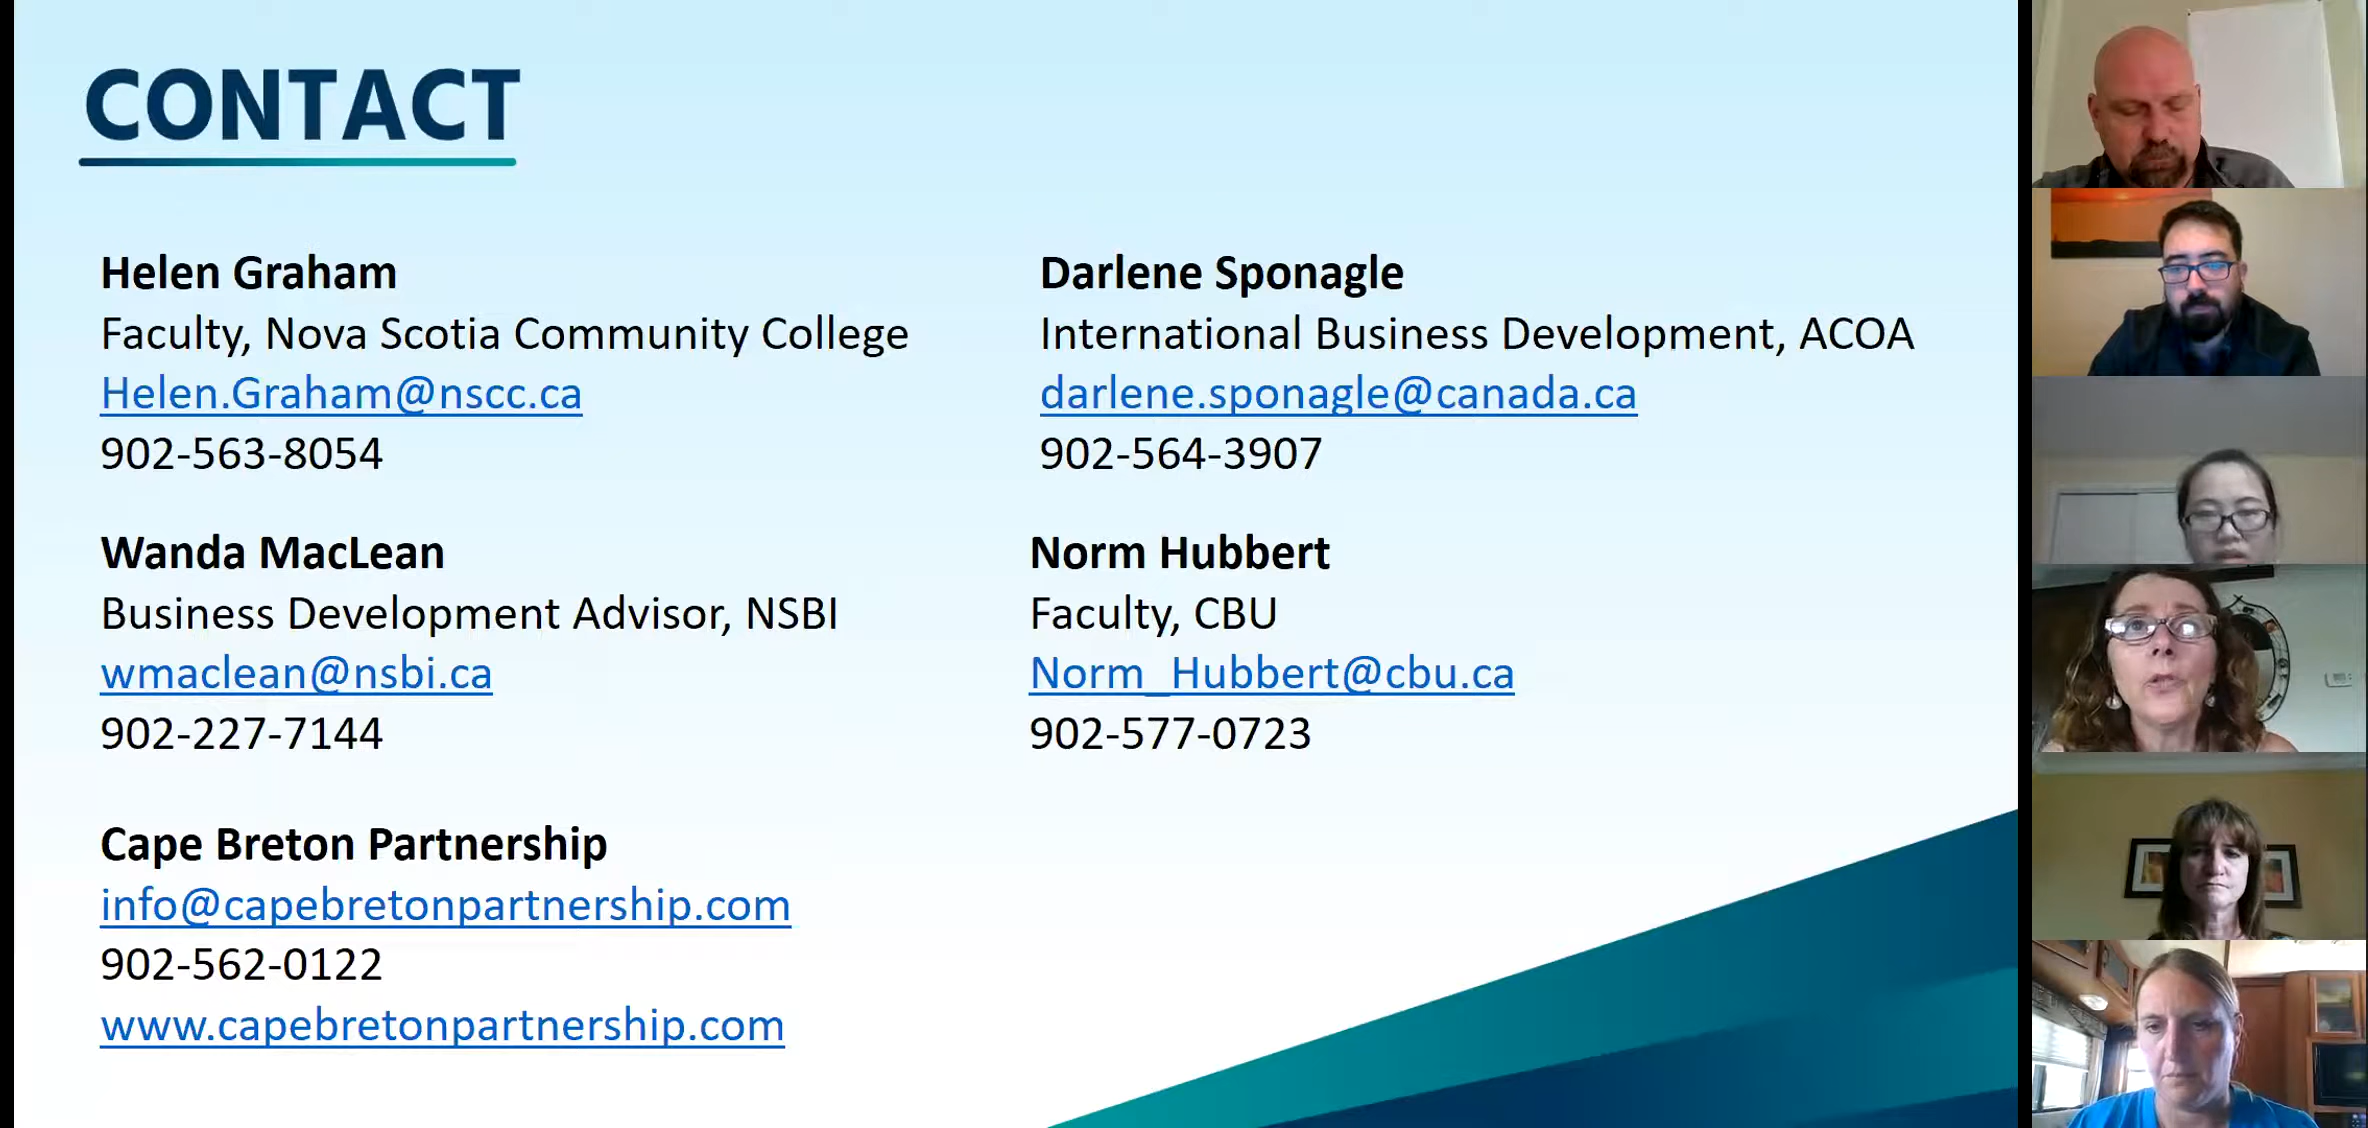 CONTACT
Helen Graham
Faculty, Nova Scotia Community College
Helen.Graham@nscc.ca
902-563-8054
Darlene Sponagle
International Business Development, ACOA
darlene.sponagle@canada.ca
902-564-3907
Wanda MacLean
Business Development Advisor, NSBI
wmaclean@nsbi.ca
902-227-7144
Norm Hubbert
Faculty, CBU
Norm_Hubbert@cbu.ca
902-577-0723
Cape Breton Partnership
info@capebretonpartnership.com
902-562-0122
www.capebretonpartnership.com